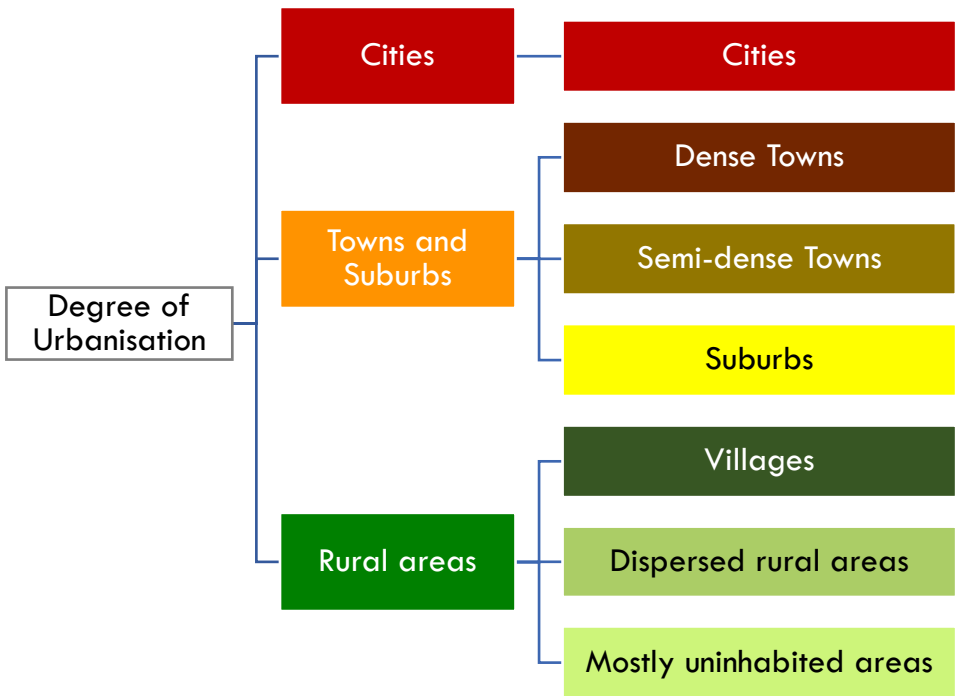 Degree of
Urbanisation
Cities
Cities
Towns and
Suburbs
Dense Towns
Semi-dense Towns
Suburbs
Rural areas
Villages
Dispersed rural areas
Mostly uninhabited areas